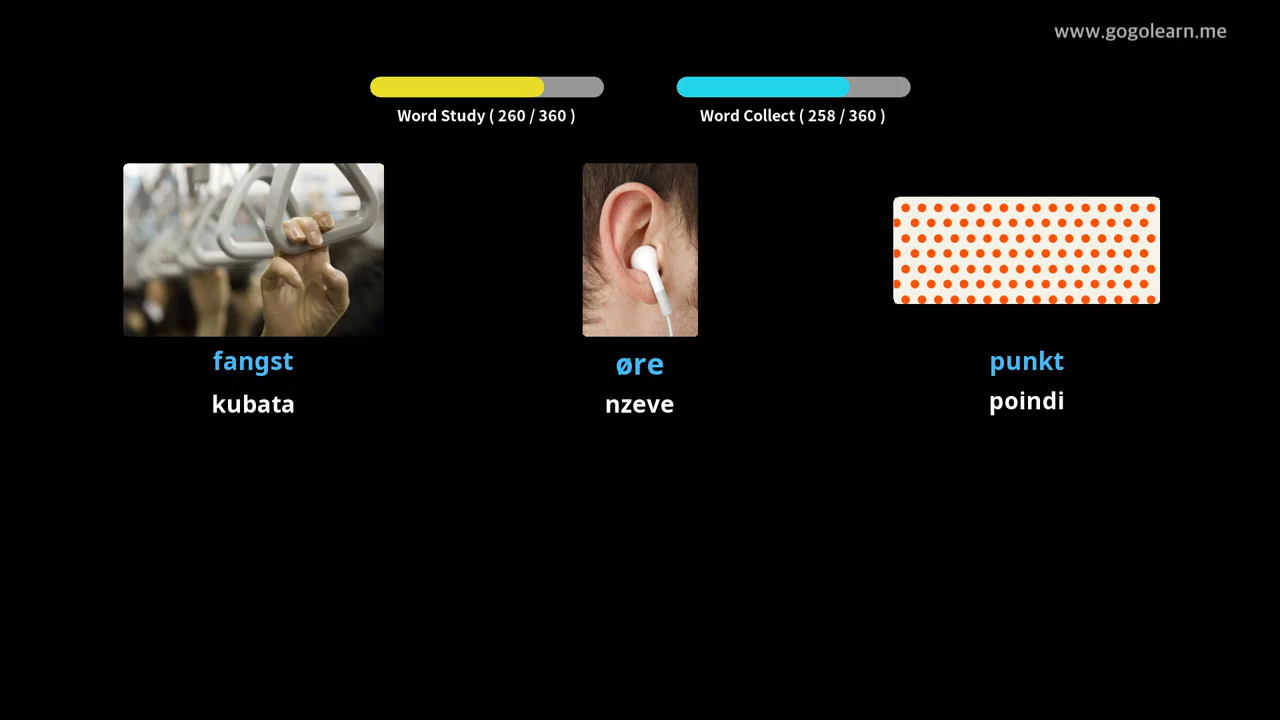 www.gogolearn.me
Word Study ( 260 / 360 )
Word Collect ( 258 / 360 )
fangst
kubata
øre
nzeve
punkt
poindi